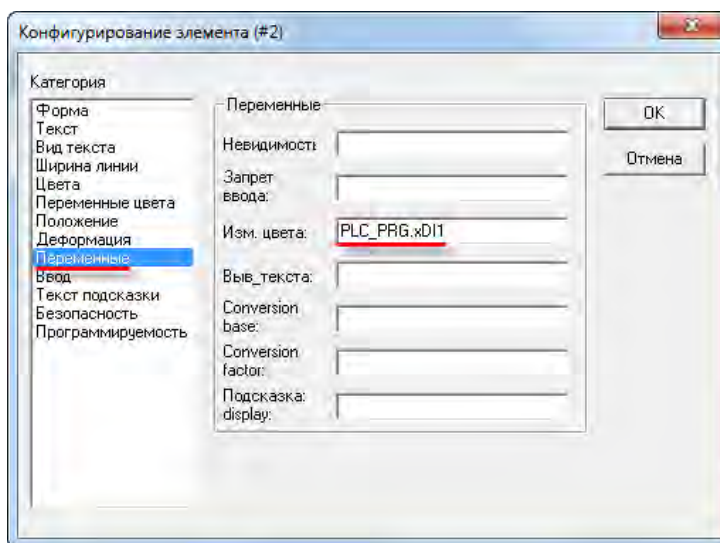 Конфигурирование элемента (#2)
Категория
Форма
Текст
Вид текста
Ширина линии
Цвета
Переменные цвета
Положение
Деформация
Переменные
Ввод
Текст подсказки
Безопасность
Программируемость
Переменные
Невидимость
Запрет
ввода:
Изм. цвета:
PLC_PRG.xDI1
Выв_текста:
Conversion
base:
Conversion
factor:
Подсказка:
display:
OK
Отмена